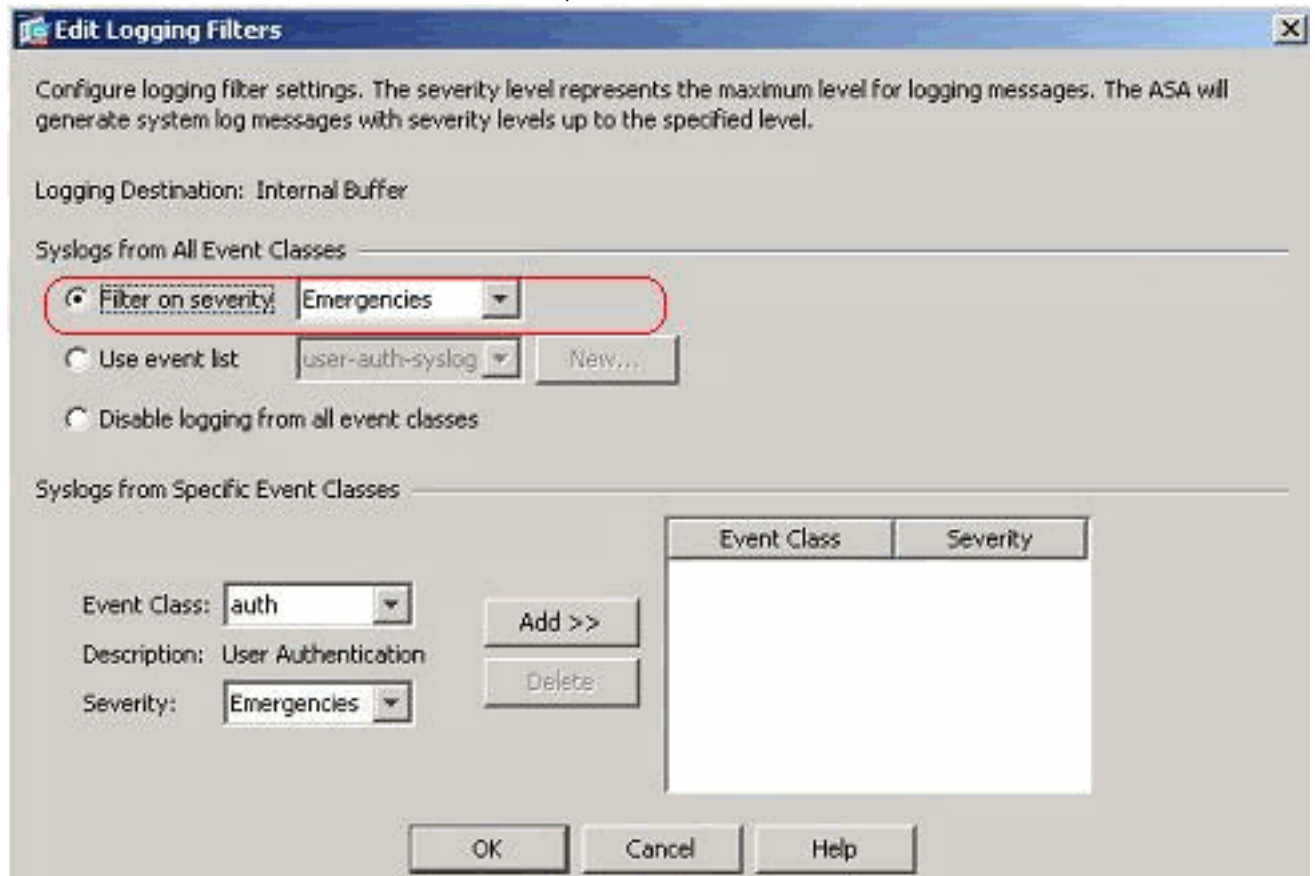 Edit Logging Filters
Configure logging filter settings. The severity level represents the maximum level for logging messages. The ASA will
generate system log messages with severity levels up to the specified level.
Logging Destination: Internal Buffer
Syslogs from All Event Classes
Filter on severity Emergencies
Use event list user-auth-syslog New...
Disable logging from all event classes
Syslogs from Specific Event Classes
Event Class Severity
Event Class: auth
Add >>
Description: User Authentication
Delete
Severity: Emergencies
OK Cancel Help